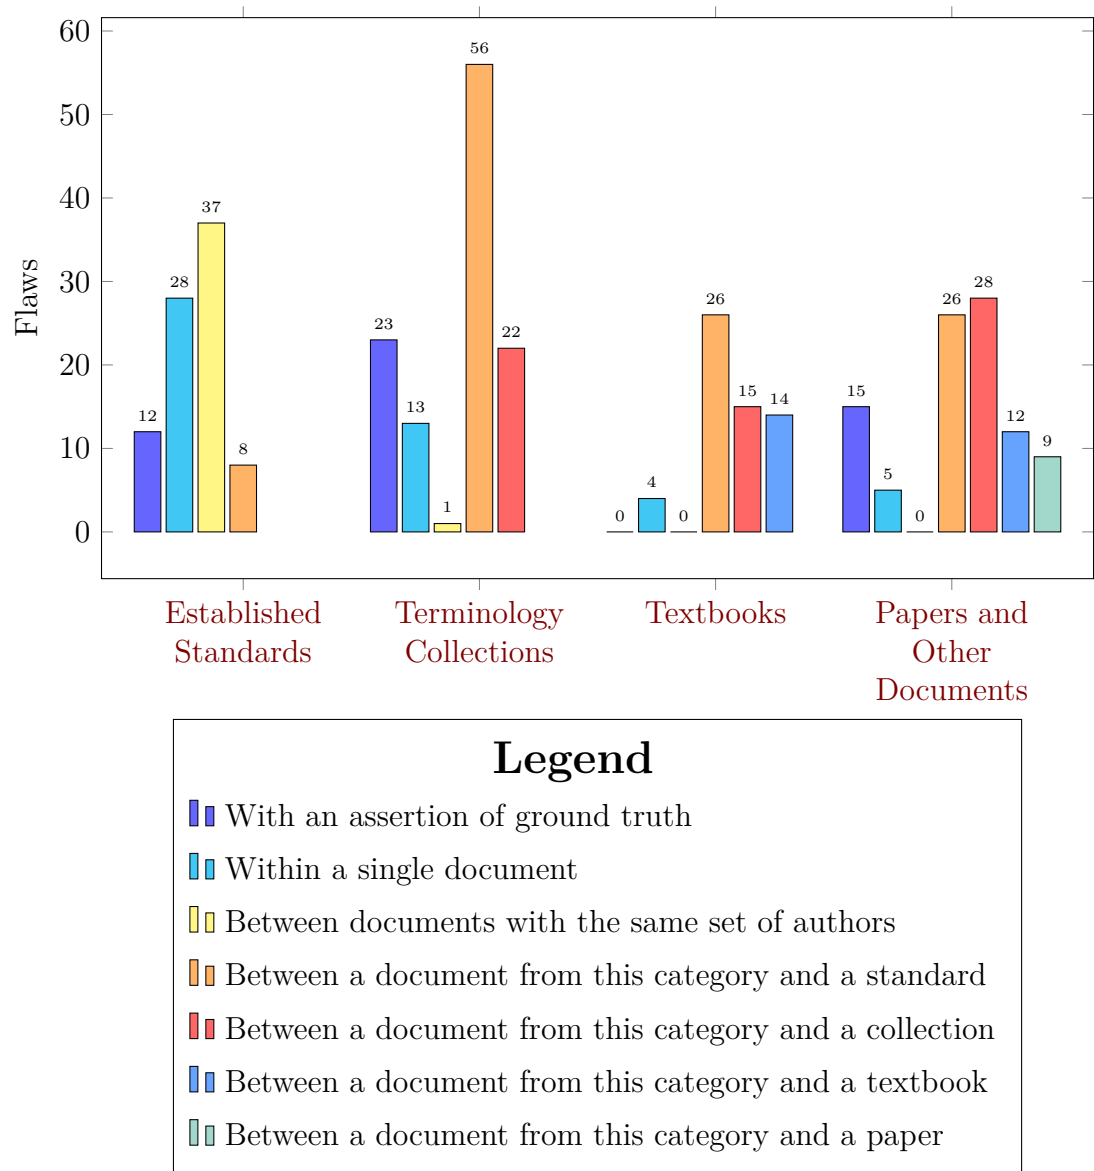 60
50
40
30
20
10
0
Flaws
12
28
37
8
23
13
1
56
22
0
4
0
26
15
14
15
5
0
26
28
12
9
Established
Standards
Terminology
Collections
Textbooks
Papers and
Other
Documents
Legend
With an assertion of ground truth
Within a single document
Between documents with the same set of authors
Between a document from this category and a standard
Between a document from this category and a collection
Between a document from this category and a textbook
Between a document from this category and a paper